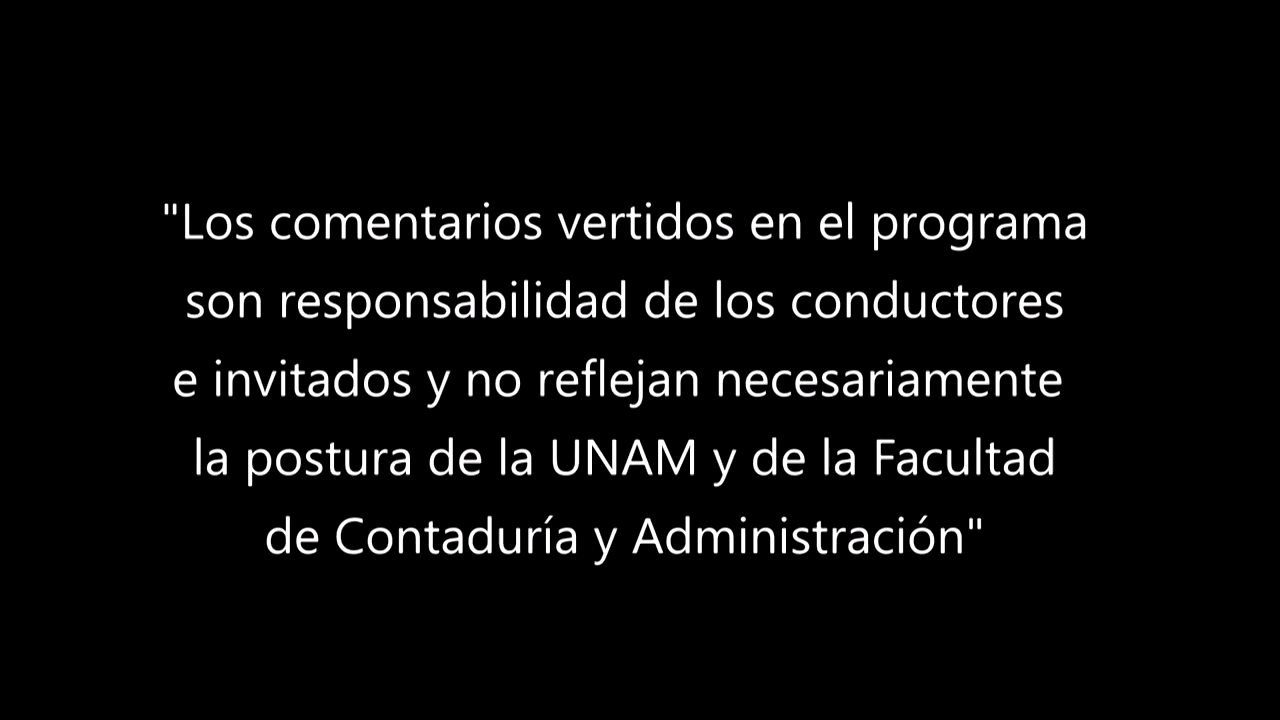 "Los comentarios vertidos en el programa
son responsabilidad de los conductores
e invitados y no reflejan necesariamente
la postura de la UNAM y de la Facultad
de Contaduría y Administración"